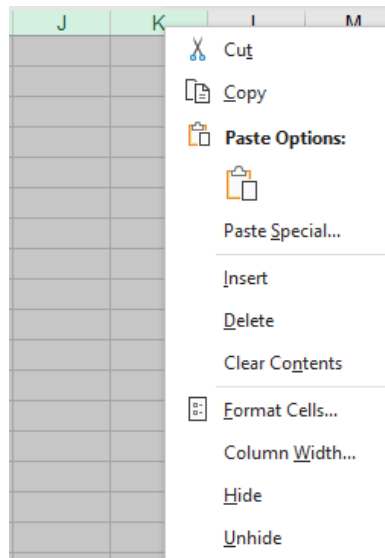 J K L M
Cut
Copy
Paste Options:
Paste Special...
Insert
Delete
Clear Contents
Format Cells...
Column Width...
Hide
Unhide